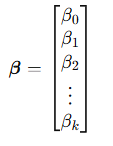 β = [
β₀
β₁
β₂
⋮
βₖ
]